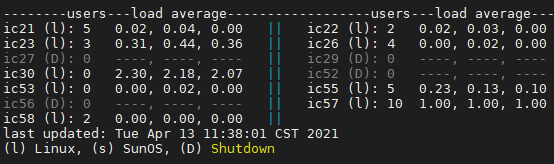 --------users---load average------------------users---load average---
ic21 (l): 5   0.02, 0.04, 0.00   ||   ic22 (l): 2   0.02, 0.03, 0.00
ic23 (l): 3   0.31, 0.44, 0.36   ||   ic26 (l): 4   0.00, 0.02, 0.00
ic27 (D): 0   ----, ----, ----   ||   ic29 (D): 0   ----, ----, ----
ic30 (l): 0   2.30, 2.18, 2.07   ||   ic52 (D): 0   ----, ----, ----
ic53 (l): 0   0.00, 0.02, 0.00   ||   ic55 (l): 5   0.23, 0.13, 0.10
ic56 (D): 0   ----, ----, ----   ||   ic57 (l): 10  1.00, 1.00, 1.00
ic58 (l): 2   0.00, 0.00, 0.00   ||
last updated: Tue Apr 13 11:38:01 CST 2021
(l) Linux, (s) SunOS, (D) Shutdown